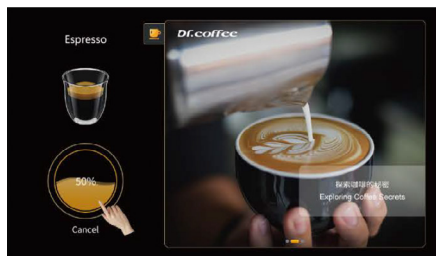 Espresso
50%
Cancel
Dr.coffee
探索咖啡的秘密
Exploring Coffee Secrets